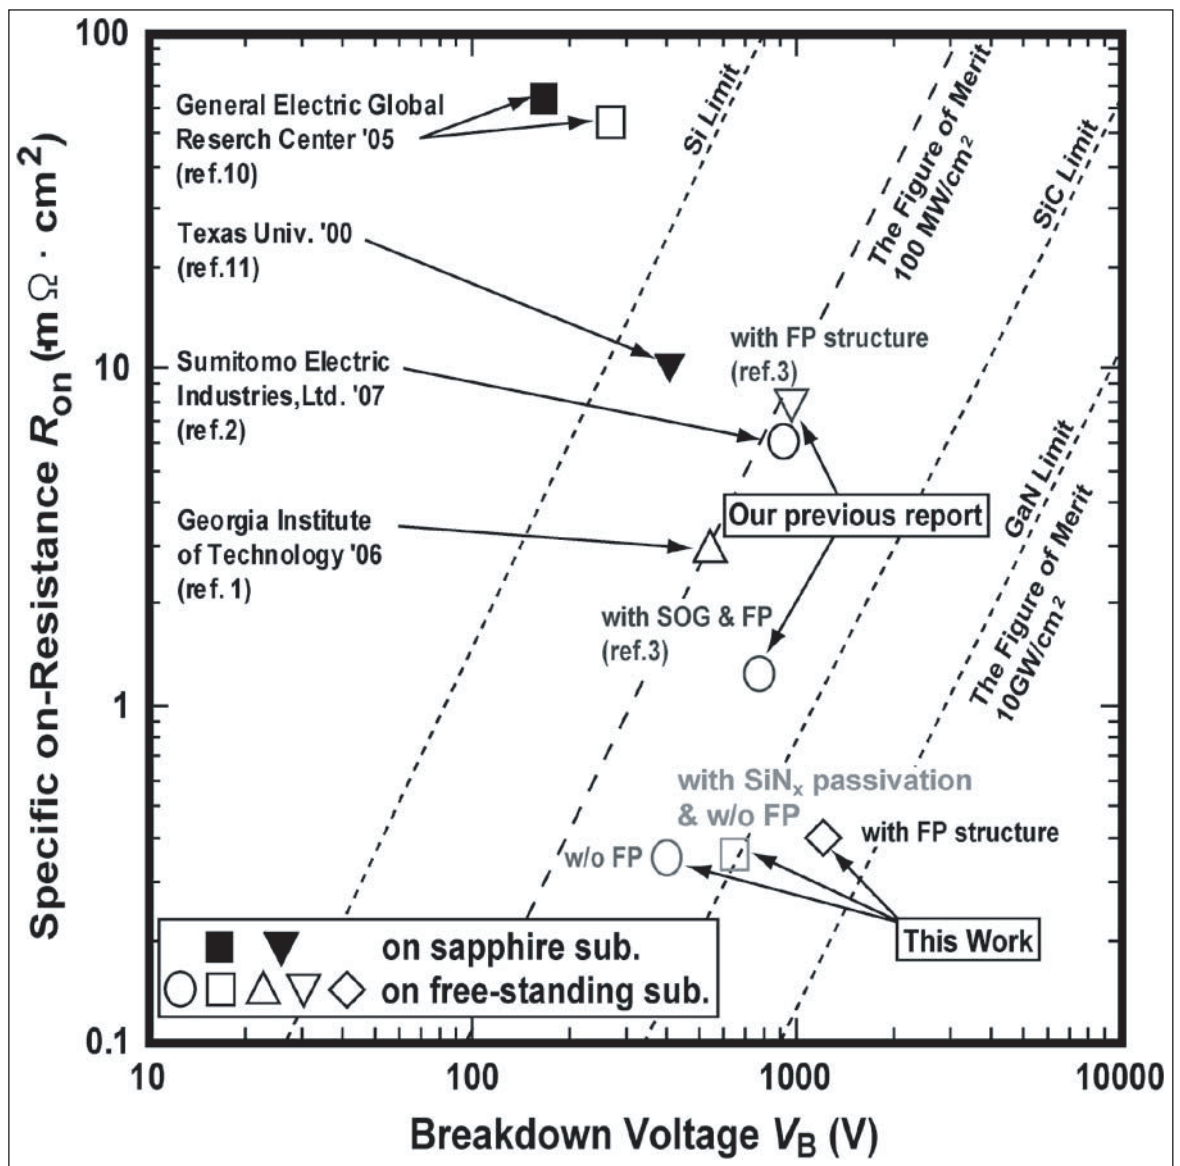 100
10
1
0.1
Specific on-Resistance Ron (mΩ · cm2)
General Electric Global
Reserch Center '05
(ref.10)
Texas Univ. '00
(ref.11)
Sumitomo Electric
Industries,Ltd. '07
(ref.2)
Georgia Institute
of Technology '06
(ref. 1)
Si Limit
The Figure of Merit
100 MW/cm2
SiC Limit
with FP structure
(ref.3)
Our previous report
GaN Limit
The Figure of Merit
10GW/cm2
with SOG & FP
(ref.3)
with SiNx passivation
& w/o FP
w/o FP
with FP structure
This Work
on sapphire sub.
on free-standing sub.
10
100
1000
10000
Breakdown Voltage VB (V)